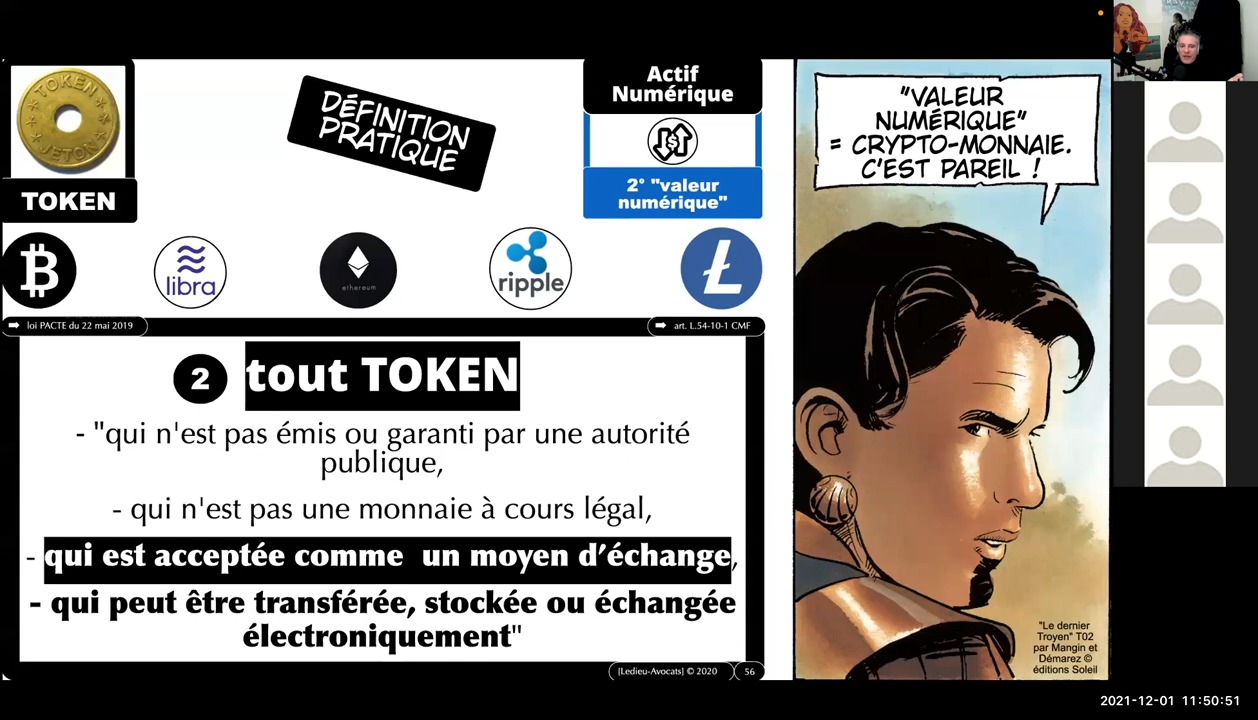 TOKEN
JETON
TOKEN
DÉFINITION
PRATIQUE
Actif
Numérique
2° "valeur
numérique"
"VALEUR
NUMÉRIQUE"
= CRYPTO-MONNAIE.
C'EST PAREIL !
libra
ethereum
ripple
loi PACTE du 22 mai 2019
art. L.54-10-1 CMF
2 tout TOKEN
- "qui n'est pas émis ou garanti par une autorité
publique,
- qui n'est pas une monnaie à cours légal,
- qui est acceptée comme un moyen d’échange,
- qui peut être transférée, stockée ou échangée
électroniquement"
"Le dernier
Troyen" T02
par Mangin et
Démarez ©
éditions Soleil
[Ledieu-Avocats] © 2020
56
2021-12-01 11:50:51